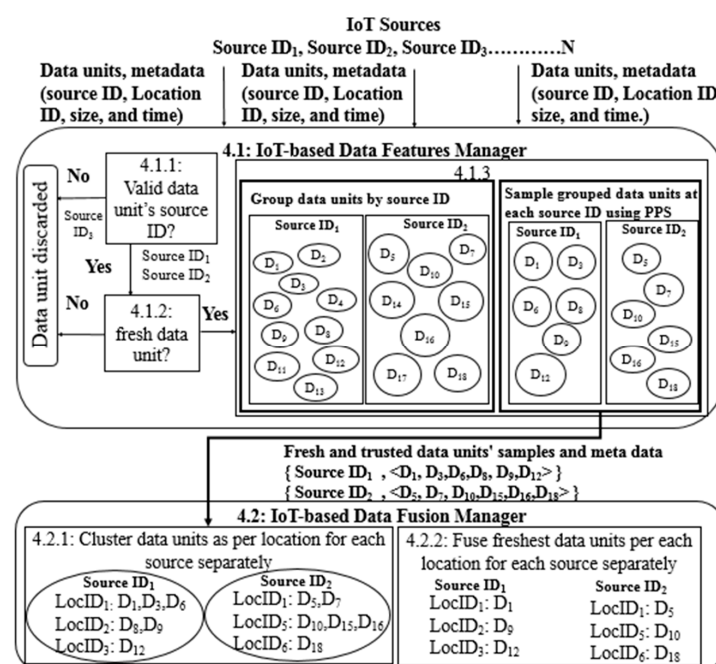 IoT Sources
Source ID₁, Source ID₂, Source ID₃…………N
Data units, metadata
(source ID, Location
ID, size, and time)
Data units, metadata
(source ID, Location
ID, size, and time)
Data units, metadata
(source ID, Location ID
size, and time.)
4.1: IoT-based Data Features Manager
Data unit discarded
No
Source
ID₃
4.1.1:
Valid data
unit's source
ID?
Yes
Source ID₁
Source ID₂
No
4.1.2:
fresh data
unit?
Yes
4.1.3
Group data units by source ID
Source ID₁
D₁
D₂
D₃
D₆
D₄
D₉
D₈
D₁₁
D₁₂
D₁₃
Source ID₂
D₅
D₇
D₁₀
D₁₄
D₁₅
D₁₆
D₁₇
D₁₈
Sample grouped data units at
each source ID using PPS
Source ID₁
D₁
D₃
D₆
D₈
D₉
D₁₂
Source ID₂
D₅
D₇
D₁₀
D₁₅
D₁₆
D₁₈
Fresh and trusted data units' samples and meta data
{ Source ID₁ , <D₁, D₃,D₆,D₈, D₉,D₁₂> }
{ Source ID₂ , <D₅, D₇, D₁₀,D₁₅,D₁₆,D₁₈> }
4.2: IoT-based Data Fusion Manager
4.2.1: Cluster data units as per location for each
source separately
Source ID₁
LocID₁: D₁,D₃,D₆
LocID₂: D₈,D₉
LocID₃: D₁₂
Source ID₂
LocID₁: D₅,D₇
LocID₅: D₁₀,D₁₅,D₁₆
LocID₆: D₁₈
4.2.2: Fuse freshest data units per each
location for each source separately
Source ID₁
LocID₁: D₁
LocID₂: D₉
LocID₃: D₁₂
Source ID₂
LocID₁: D₅
LocID₅: D₁₀
LocID₆: D₁₈